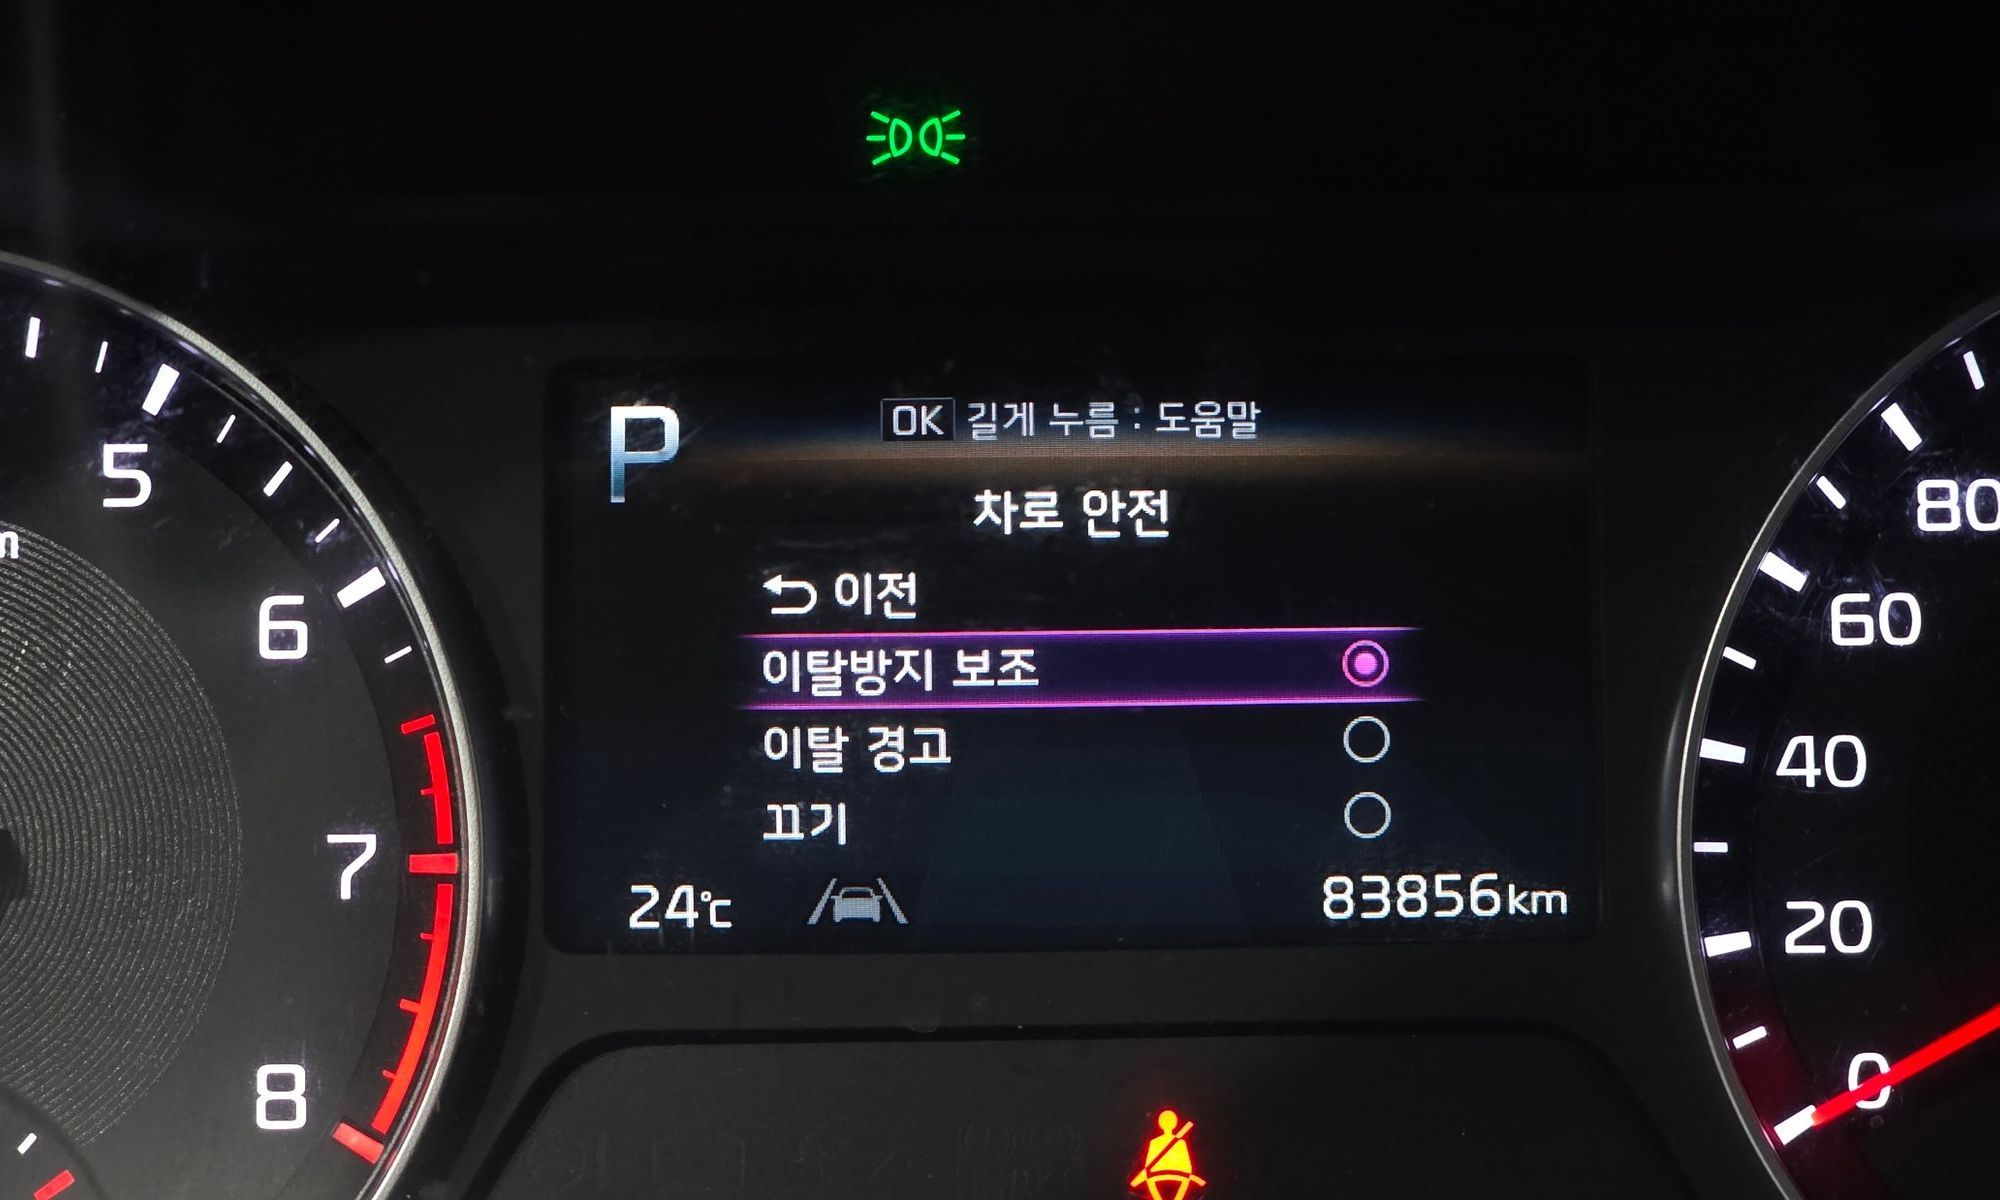 P
OK 길게 누름 : 도움말
차로 안전
이전
이탈방지 보조
이탈 경고
끄기
24℃
83856km
5
6
7
8
80
60
40
20
0